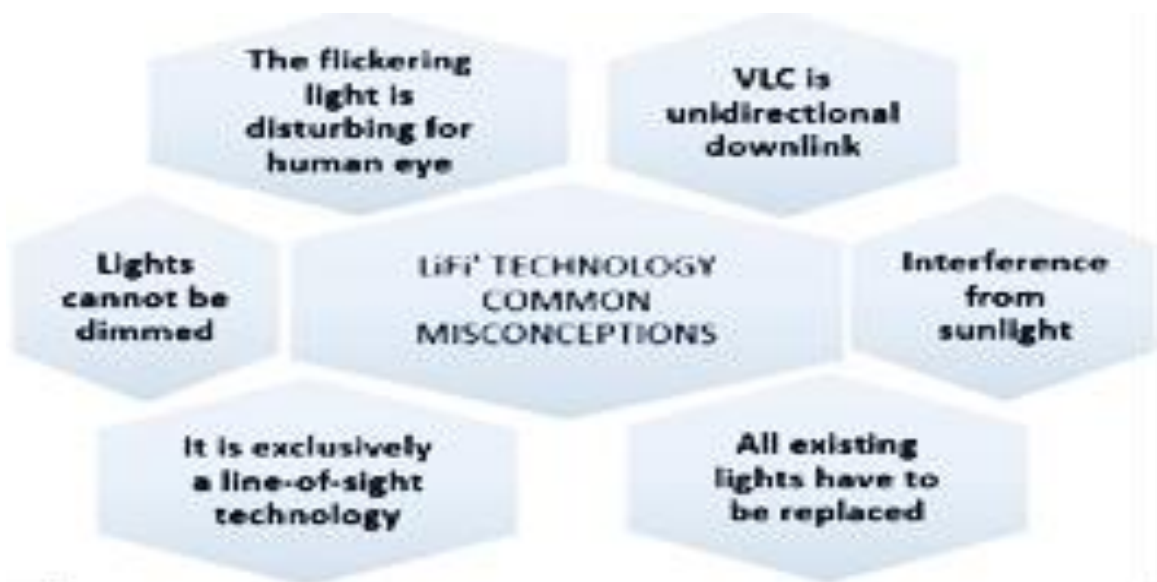 The flickering
light is
disturbing for
human eye
VLC is
unidirectional
downlink
Lights
cannot be
dimmed
LiFi' TECHNOLOGY
COMMON
MISCONCEPTIONS
Interference
from
sunlight
It is exclusively
a line-of-sight
technology
All existing
lights have to
be replaced